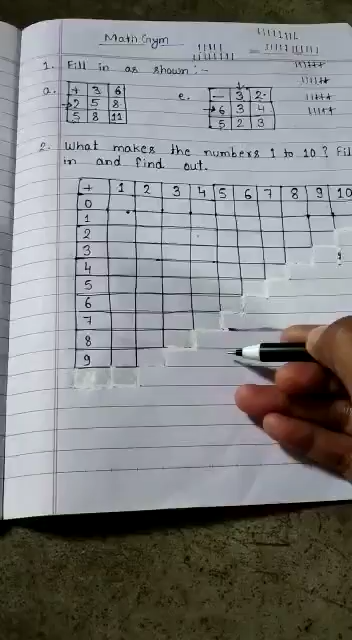 Math Gym
1. Fill in as shown :-
a. e.
+ 3 6
2 5 8
5 8 11
- 3 2
6 3 4
5 2 3
2. What makes the numbers 1 to 10? Fill
in and find out.
+ 1 2 3 4 5 6 7 8 9 10
0
1
2
3
4
5
6
7
8
9